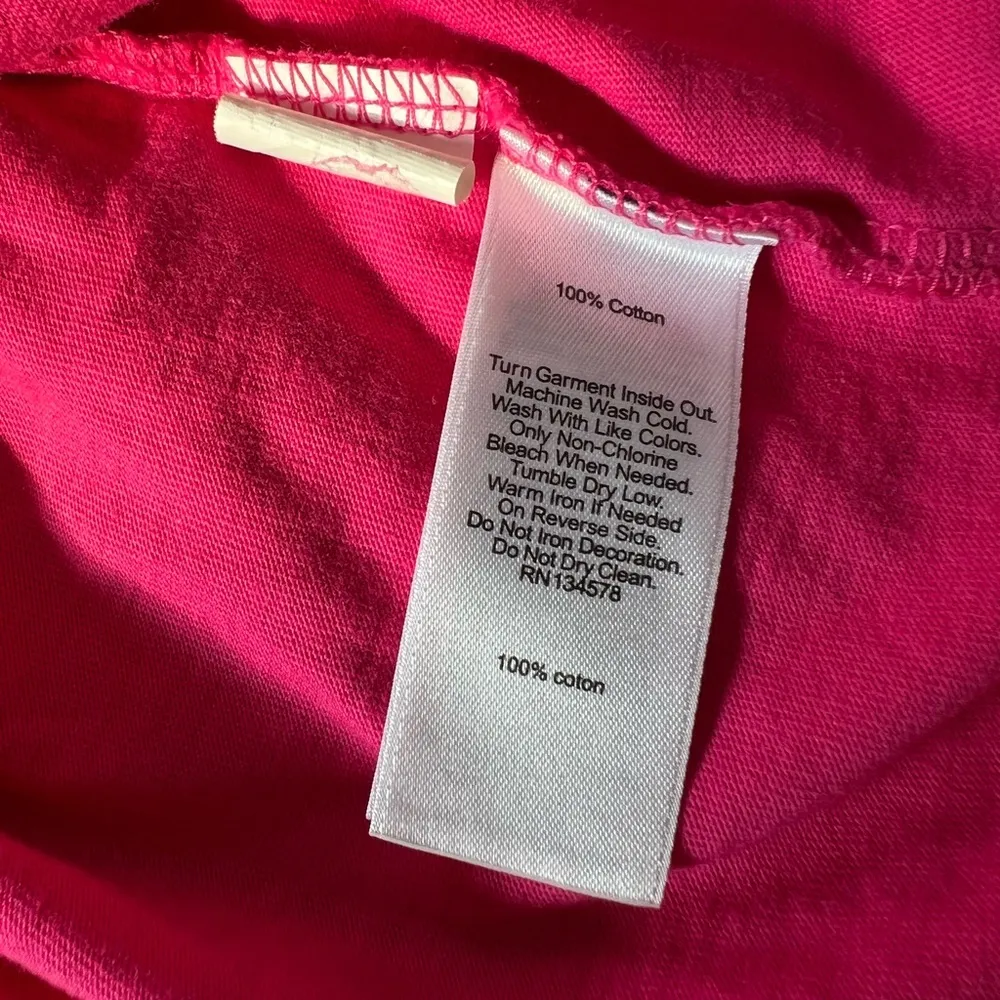 100% Cotton
Turn Garment Inside Out.
Machine Wash Cold.
Wash With Like Colors.
Only Non-Chlorine
Bleach When Needed.
Tumble Dry Low.
Warm Iron If Needed
On Reverse Side.
Do Not Iron Decoration.
Do Not Dry Clean.
RN134578
100% coton